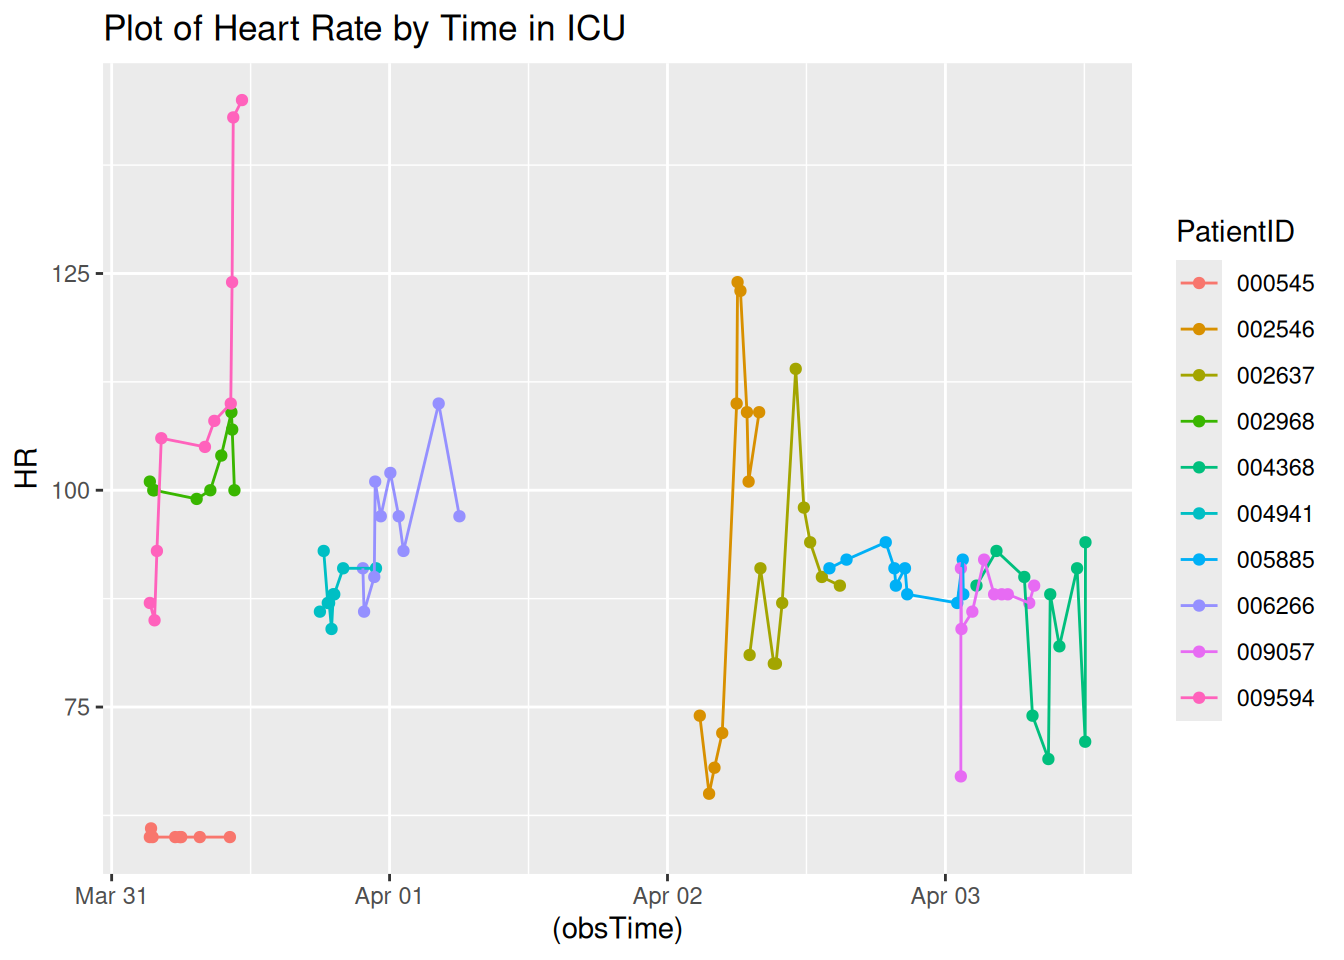 Plot of Heart Rate by Time in ICU
HR
125
100
75
Mar 31
Apr 01
Apr 02
Apr 03
(obsTime)
PatientID
000545
002546
002637
002968
004368
004941
005885
006266
009057
009594